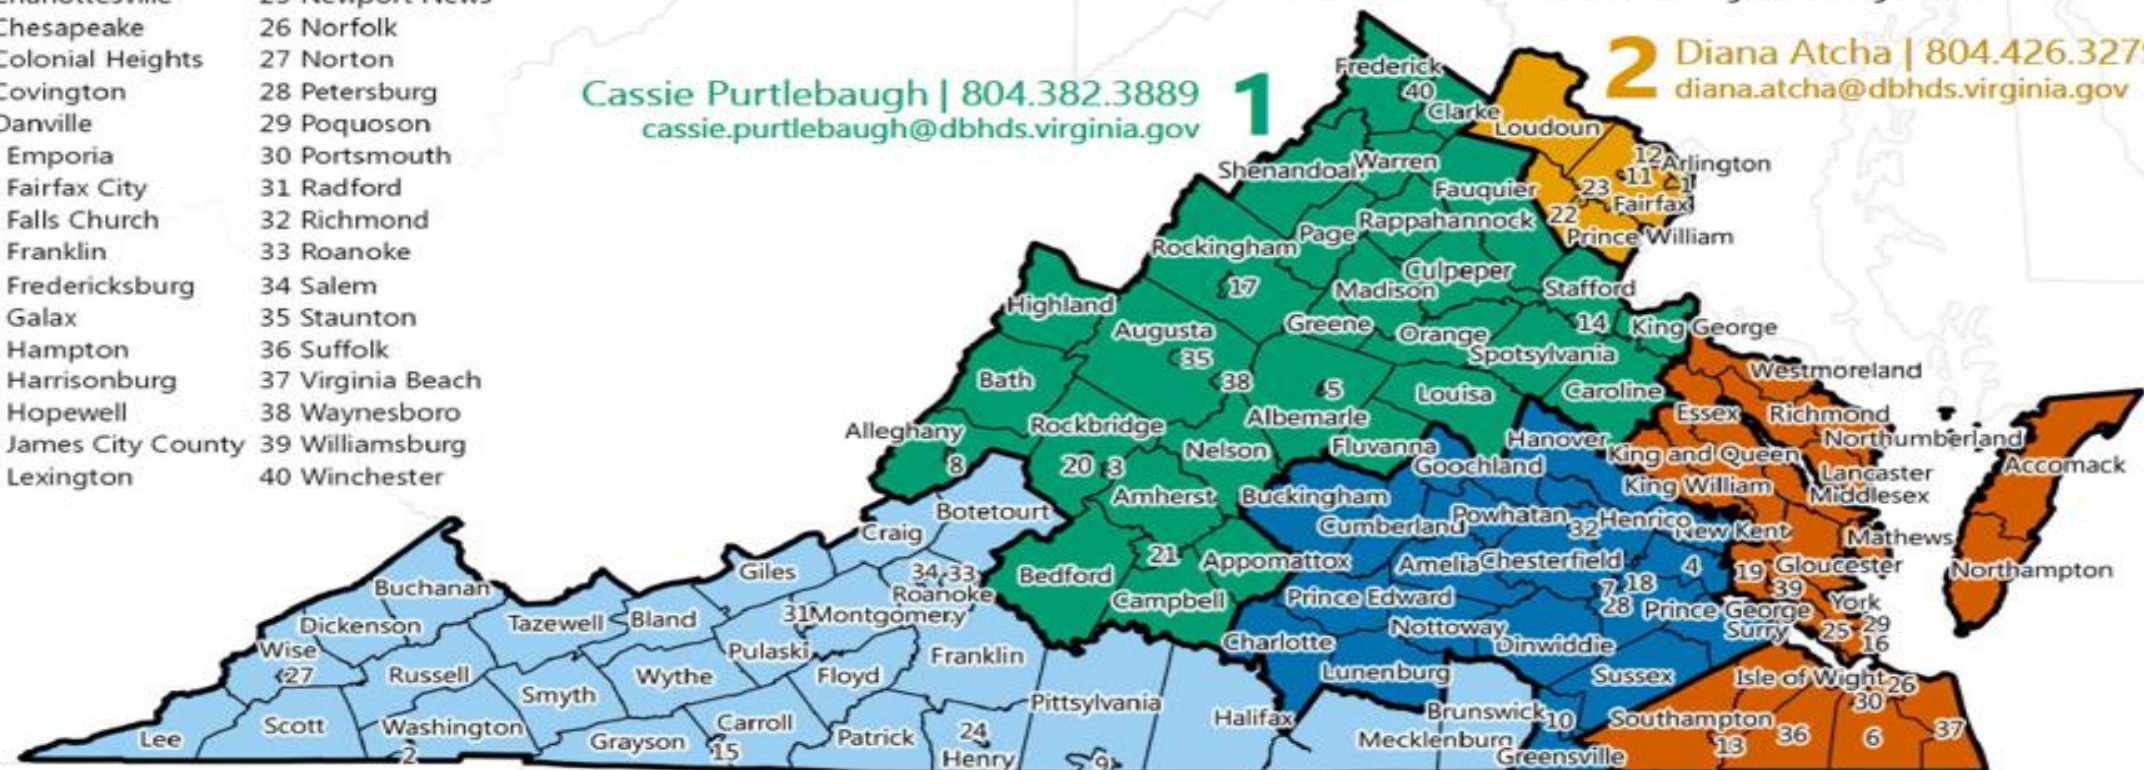 25 Newport News
Chesapeake 26 Norfolk
Colonial Heights 27 Norton
Covington 28 Petersburg
Danville 29 Poquoson
Emporia 30 Portsmouth
Fairfax City 31 Radford
Falls Church 32 Richmond
Franklin 33 Roanoke
Fredericksburg 34 Salem
Galax 35 Staunton
Hampton 36 Suffolk
Harrisonburg 37 Virginia Beach
Hopewell 38 Waynesboro
James City County 39 Williamsburg
Lexington 40 Winchester
Cassie Purtlebaugh | 804.382.3889
cassie.purtlebaugh@dbhds.virginia.gov
1
2
Diana Atcha | 804.426.3279
diana.atcha@dbhds.virginia.gov
Frederick
40
Clarke
Loudoun
Shenandoah
Warren
12
Arlington
11
1
Fauquier
23
Fairfax
22
Rappahannock
Page
Prince William
Rockingham
Culpeper
17
Madison
Stafford
Highland
Augusta
Greene
Orange
14
King George
35
Spotsylvania
Bath
38
5
Louisa
Caroline
Westmoreland
Albemarle
Essex
Richmond
Alleghany
Rockbridge
Nelson
Fluvanna
Hanover
Northumberland
8
20
3
Goochland
King and Queen
Lancaster
Accomack
Amherst
Buckingham
King William
Middlesex
Botetourt
Craig
Cumberland
Powhatan
32
Henrico
New Kent
Mathews
21
Appomattox
Amelia
Chesterfield
4
19
Gloucester
Northampton
Giles
34
33
Bedford
Buchanan
Roanoke
Campbell
Prince Edward
7
18
39
28
Prince George
York
31
Montgomery
Dickenson
Tazewell
Bland
Nottoway
Surry
25
29
16
Charlotte
Dinwiddie
Wise
27
Russell
Pulaski
Wythe
Floyd
Franklin
Lunenburg
Sussex
Isle of Wight
26
Smyth
Pittsylvania
30
Scott
Washington
Carroll
Halifax
Brunswick
10
Southampton
Lee
2
Grayson
15
Patrick
24
Henry
9
Mecklenburg
Greensville
13
36
6
37